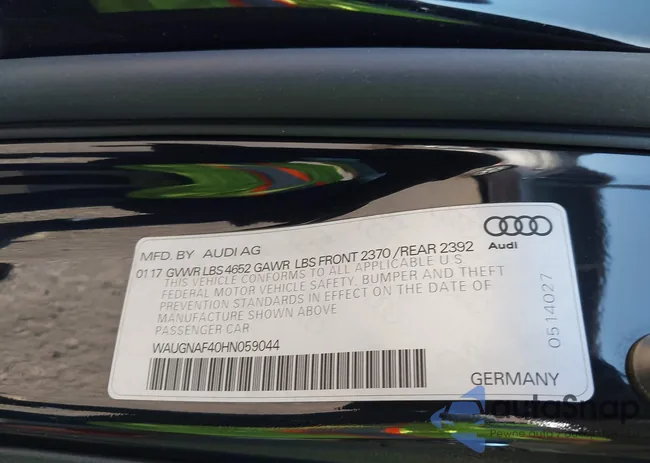 MFD. BY AUDI AG
Audi
01 17 GVWR LBS 4652 GAWR LBS FRONT 2370 / REAR 2392
THIS VEHICLE CONFORMS TO ALL APPLICABLE U.S.
FEDERAL MOTOR VEHICLE SAFETY, BUMPER AND THEFT
PREVENTION STANDARDS IN EFFECT ON THE DATE OF
MANUFACTURE SHOWN ABOVE
PASSENGER CAR
WAUGNAF40HN059044
0514027
GERMANY
autoSnap